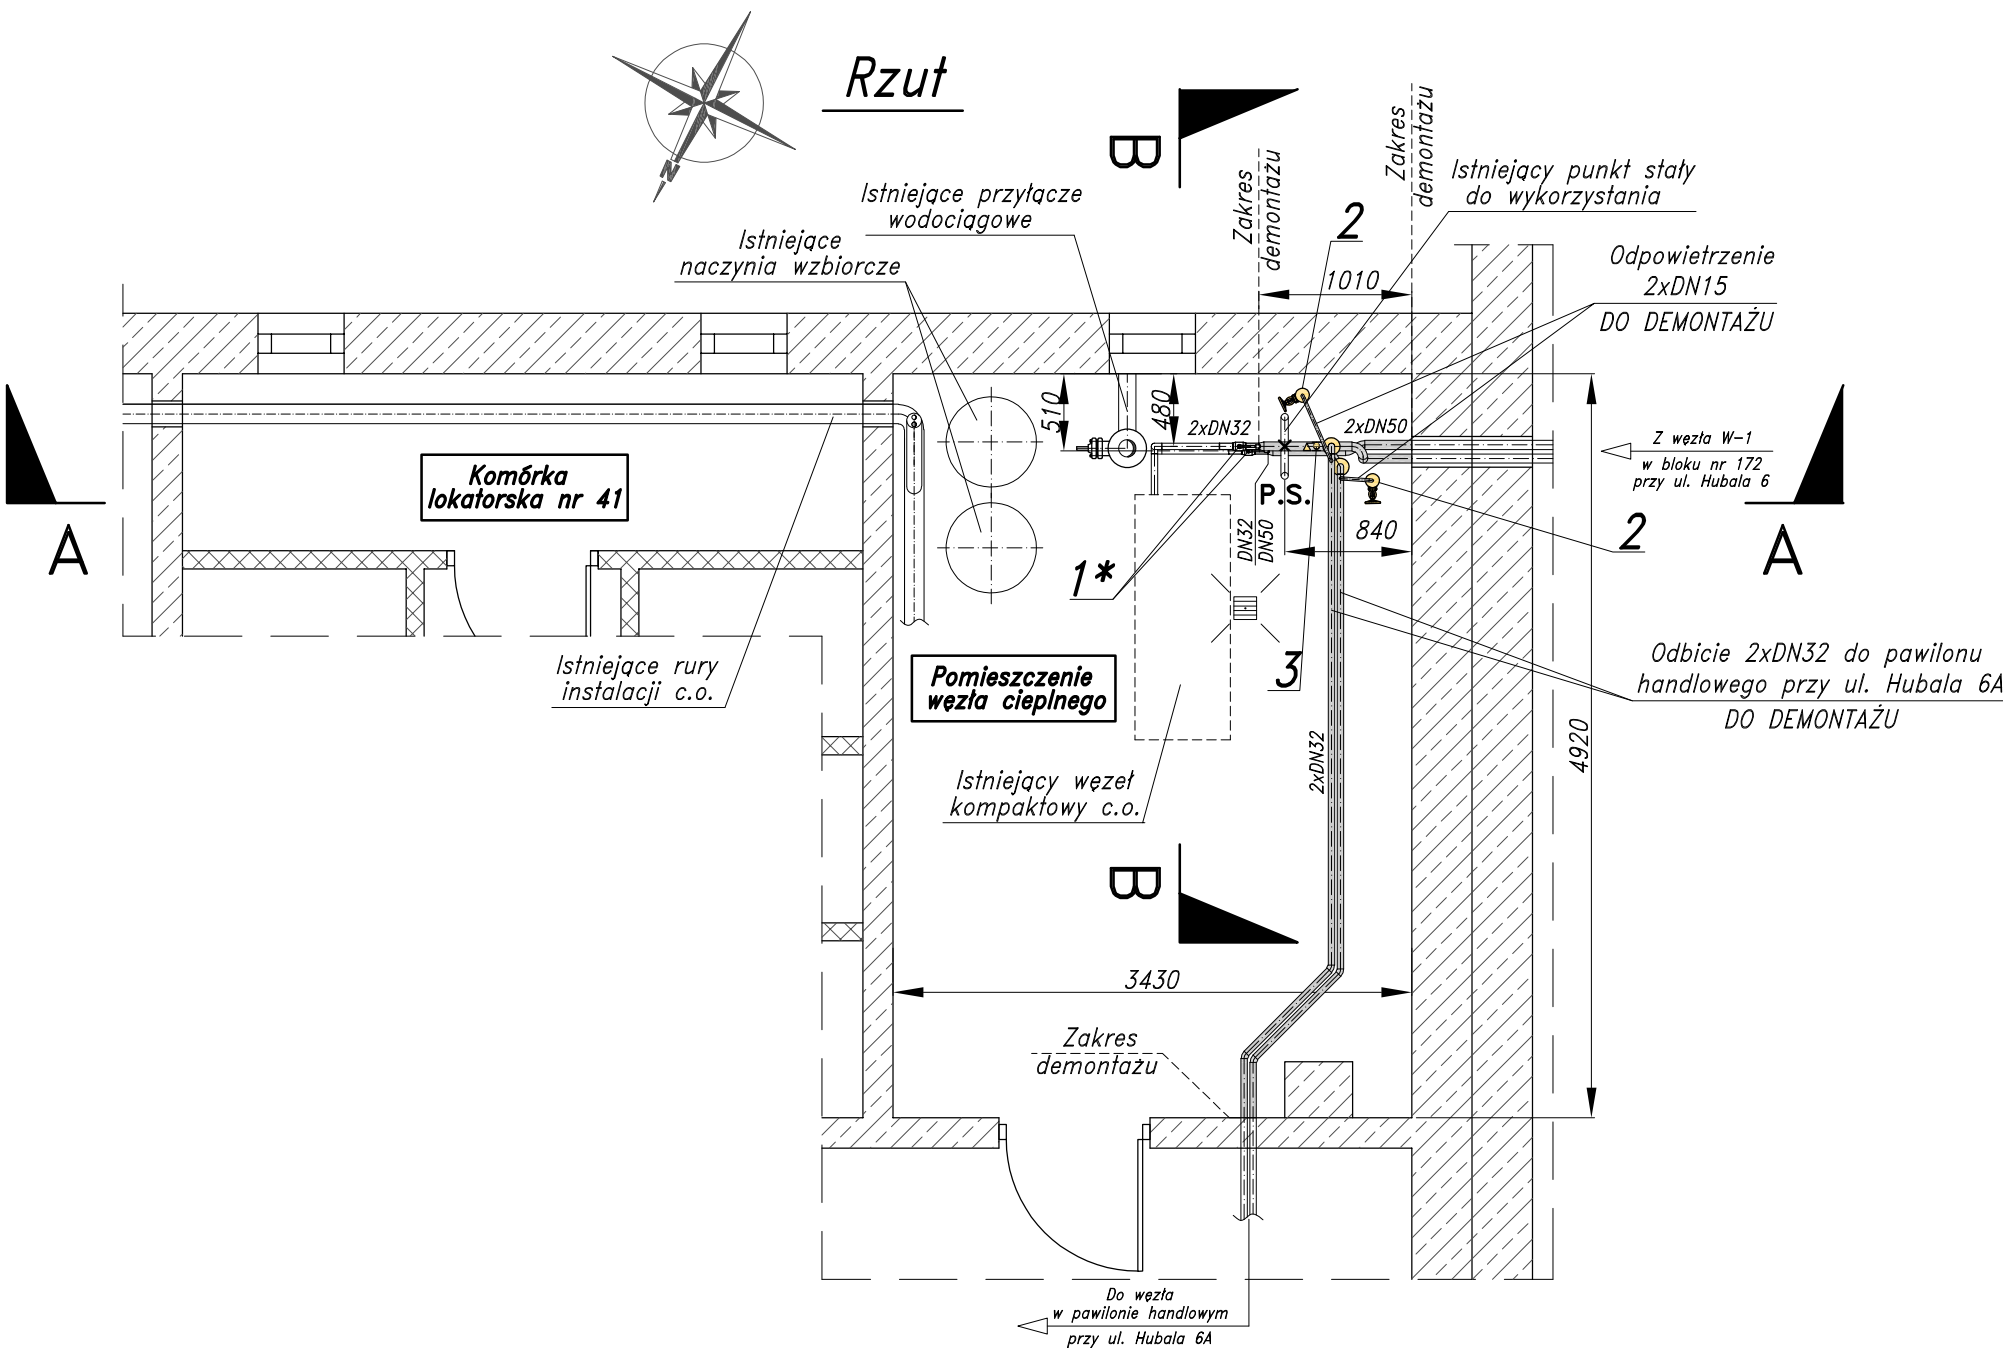 Rzut
N
B
Zakres
demontażu
Zakres
demontażu
Istniejący punkt stały
do wykorzystania
Istniejące przyłącze
wodociągowe
2
Istniejące
naczynia wzbiorcze
Odpowietrzenie
2xDN15
DO DEMONTAŻU
1010
510
480
2xDN32
2xDN50
Z węzła W-1
w bloku nr 172
przy ul. Hubala 6
Komórka
lokatorska nr 41
P.S.
A
A
DN32
DN50
840
2
1*
3
Istniejące rury
instalacji c.o.
Pomieszczenie
węzła cieplnego
Odbicie 2xDN32 do pawilonu
handlowego przy ul. Hubala 6A
DO DEMONTAŻU
4920
2xDN32
Istniejący węzeł
kompaktowy c.o.
B
3430
Zakres
demontażu
Do węzła
w pawilonie handlowym
przy ul. Hubala 6A